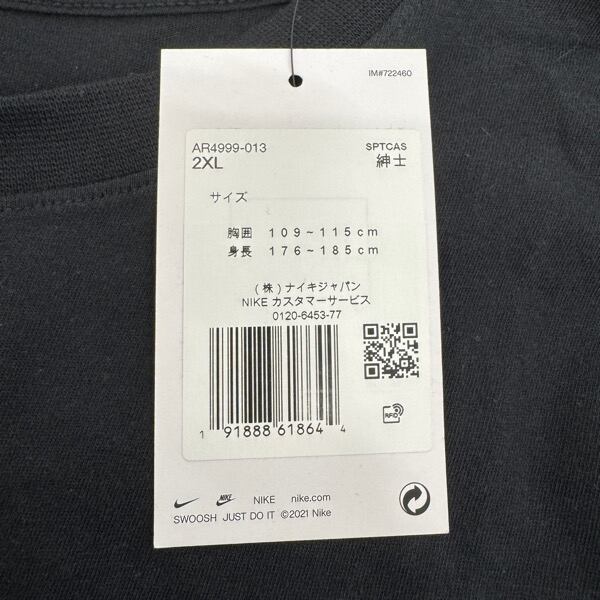 IM#722460
AR4999-013
SPTCAS
2XL
紳士
サイズ
胸囲 109~115cm
身長 176~185cm
(株)ナイキジャパン
NIKE カスタマーサービス
0120-6453-77
RFID
1 91888 61864 4
NIKE nike.com
SWOOSH JUST DO IT ©2021 Nike